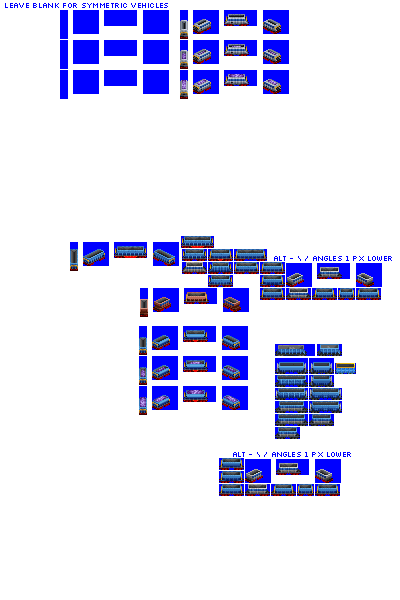 LEAVE BLANK FOR SYMMETRIC VEHICLES
ALT - \ / ANGLES 1 PX LOWER
ALT - \ / ANGLES 1 PX LOWER